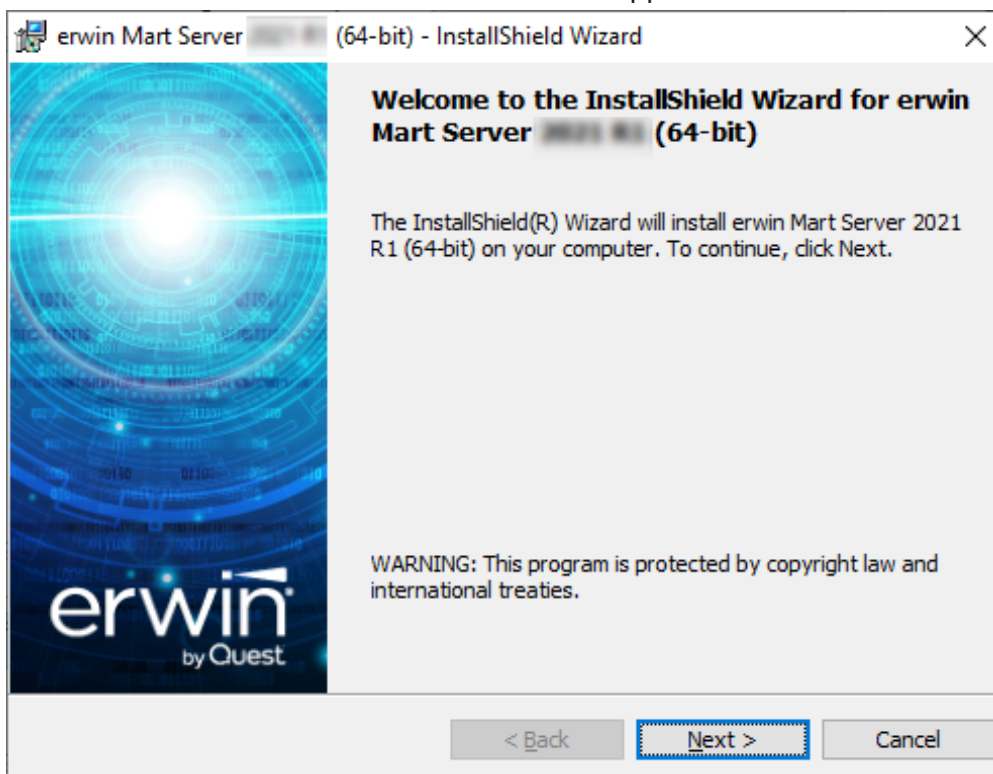 erwin Mart Server (64-bit) - InstallShield Wizard
Welcome to the InstallShield Wizard for erwin
Mart Server (64-bit)
The InstallShield(R) Wizard will install erwin Mart Server 2021
R1 (64-bit) on your computer. To continue, click Next.
WARNING: This program is protected by copyright law and
international treaties.
erwin
by Quest
< Back
Next >
Cancel